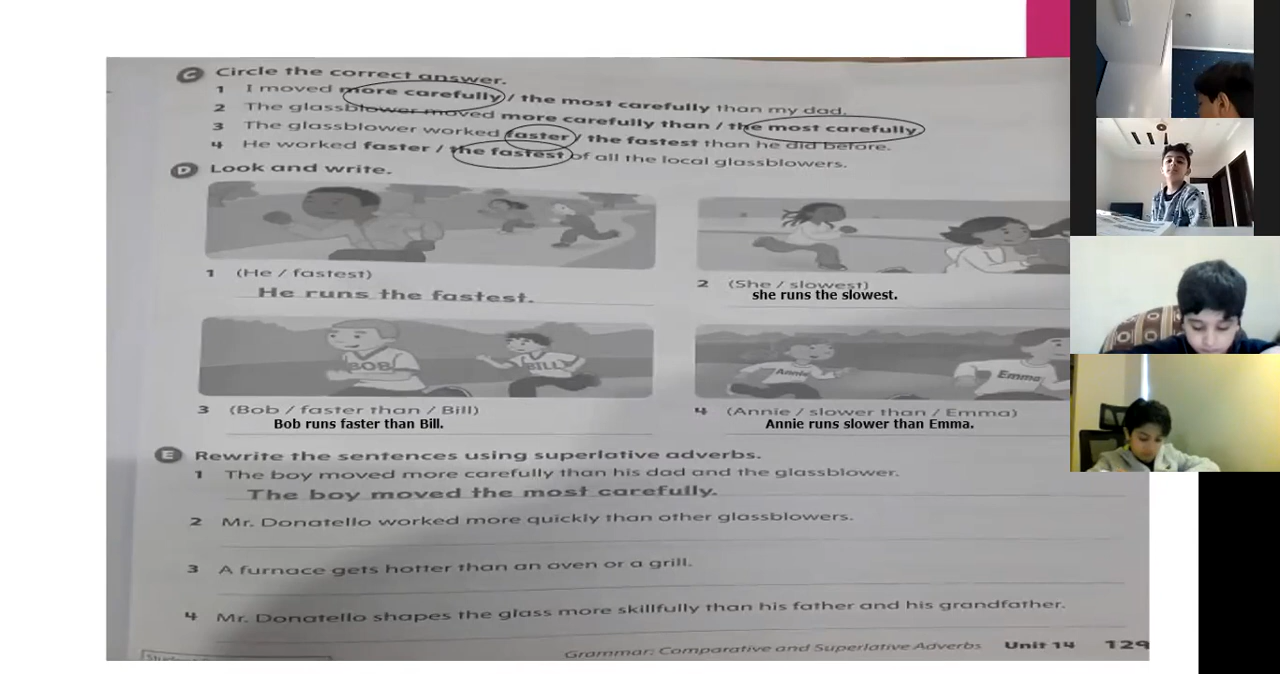 C Circle the correct answer.
1 I moved more carefully / the most carefully than my dad.
2 The glassblower moved more carefully than / the most carefully
3 The glassblower worked faster / the fastest than he did before.
4 He worked faster / the fastest of all the local glassblowers.
D Look and write.
1 (He / fastest)
He runs the fastest.
2 (She / slowest)
she runs the slowest.
BOB
BILL
Annie
Emma
3 (Bob / faster than / Bill)
Bob runs faster than Bill.
4 (Annie / slower than / Emma)
Annie runs slower than Emma.
E Rewrite the sentences using superlative adverbs.
1 The boy moved more carefully than his dad and the glassblower.
The boy moved the most carefully.
2 Mr. Donatello worked more quickly than other glassblowers.
3 A furnace gets hotter than an oven or a grill.
4 Mr. Donatello shapes the glass more skillfully than his father and his grandfather.
Grammar: Comparative and Superlative Adverbs Unit 14 129